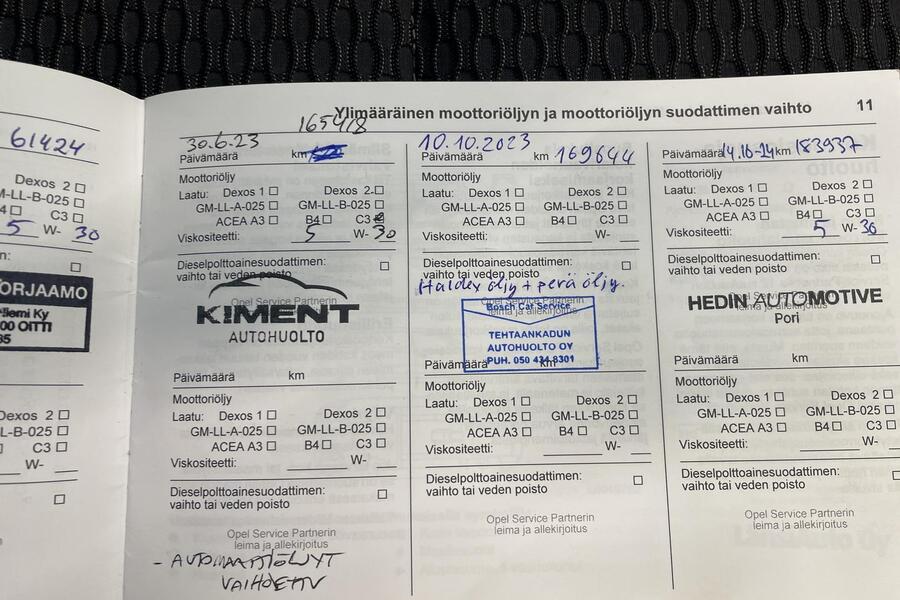 61424
Dexos 2
M-LL-B-025
C3
5 W- 30
ORJAAMO
Ylimääräinen moottoriöljyn ja moottoriöljyn suodattimen vaihto
11
30.6.23
165418
Päivämäärä km
Moottoriöljy
Laatu: Dexos 1 Dexos 2
GM-LL-A-025 GM-LL-B-025
ACEA A3 B4 C3
Viskositeetti: 5 W- 30
Dieselpolttoainesuodattimen:
vaihto tai veden poisto
Opel Service Partnerin
KIMENT
AUTOHUOLTO
Päivämäärä km
Moottoriöljy
Laatu: Dexos 1 Dexos 2
GM-LL-A-025 GM-LL-B-025
ACEA A3 B4 C3
Viskositeetti: W-
Dieselpolttoainesuodattimen:
vaihto tai veden poisto
Opel Service Partnerin
leima ja allekirjoitus
- AUTOMAATTIÖLJYT
VAIHDETTU
10.10.2023
Päivämäärä km 169644
Moottoriöljy
Laatu: Dexos 1 Dexos 2
GM-LL-A-025 GM-LL-B-025
ACEA A3 B4 C3
Viskositeetti: W-
Dieselpolttoainesuodattimen:
vaihto tai veden poisto
Haldex öljy + perä öljy.
Bosch Car Service
TEHTAANKADUN
AUTOHUOLTO OY
PUH. 050 434 8301
Päivämäärä km
Moottoriöljy
Laatu: Dexos 1 Dexos 2
GM-LL-A-025 GM-LL-B-025
ACEA A3 B4 C3
Viskositeetti: W-
Dieselpolttoainesuodattimen:
vaihto tai veden poisto
Opel Service Partnerin
leima ja allekirjoitus
Päivämäärä 14.10-24 km 183937
Moottoriöljy
Laatu: Dexos 1 Dexos 2
GM-LL-A-025 GM-LL-B-025
ACEA A3 B4 C3
Viskositeetti: 5 W- 30
Dieselpolttoainesuodattimen:
vaihto tai veden poisto
HEDIN AUTOMOTIVE
leima ja allekirjoitus
Pori
Päivämäärä km
Moottoriöljy
Laatu: Dexos 1 Dexos 2
GM-LL-A-025 GM-LL-B-025
ACEA A3 B4 C3
Viskositeetti: W-
Dieselpolttoainesuodattimen:
vaihto tai veden poisto
Opel Service Partnerin
leima ja allekirjoitus